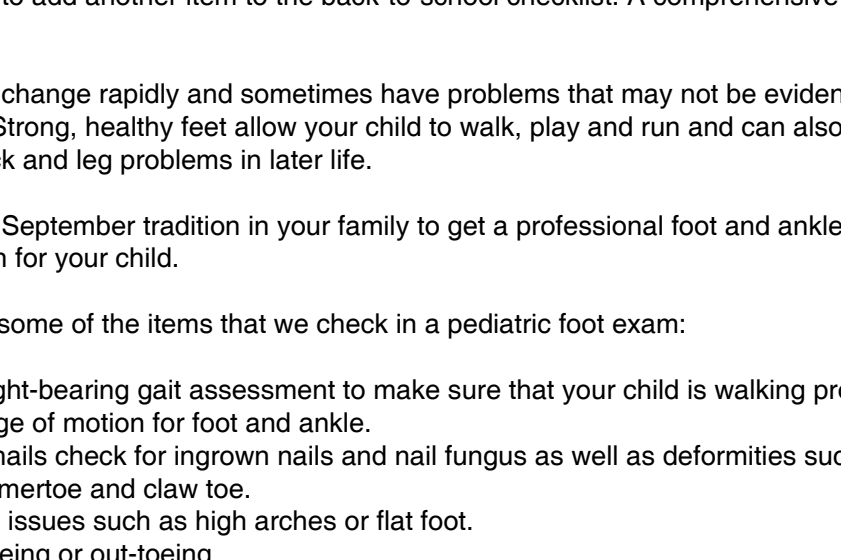 to add another item to the back-to-school checklist. A comprehensive
change rapidly and sometimes have problems that may not be eviden
Strong, healthy feet allow your child to walk, play and run and can also
k and leg problems in later life.
September tradition in your family to get a professional foot and ankle
n for your child.
some of the items that we check in a pediatric foot exam:
ght-bearing gait assessment to make sure that your child is walking pro
ge of motion for foot and ankle.
nails check for ingrown nails and nail fungus as well as deformities suc
mertoe and claw toe.
issues such as high arches or flat foot.
eing or out-toeing